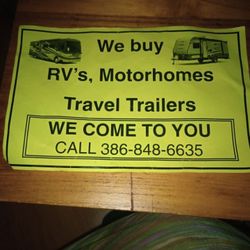 We buy
RV's, Motorhomes
Travel Trailers
WE COME TO YOU
CALL 386-848-6635